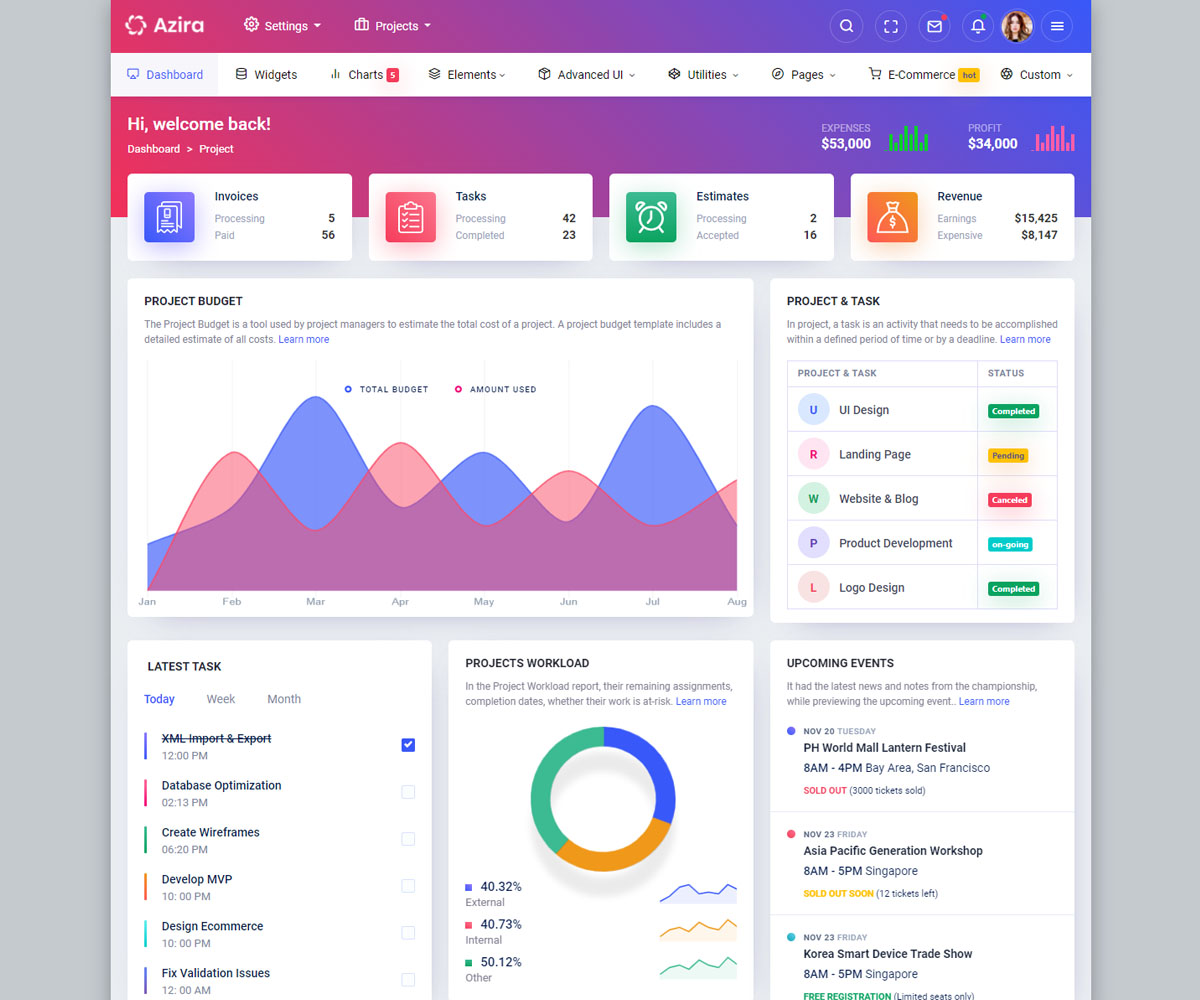 Azira
Settings
Projects
Dashboard
Widgets
Charts 5
Elements
Advanced UI
Utilities
Pages
E-Commerce hot
Custom
Hi, welcome back!
Dashboard > Project
EXPENSES
$53,000
PROFIT
$34,000
Invoices
Processing 5
Paid 56
Tasks
Processing 42
Completed 23
Estimates
Processing 2
Accepted 16
Revenue
Earnings $15,425
Expensive $8,147
PROJECT BUDGET
The Project Budget is a tool used by project managers to estimate the total cost of a project. A project budget template includes a
detailed estimate of all costs. Learn more
TOTAL BUDGET
AMOUNT USED
Jan Feb Mar Apr May Jun Jul Aug
PROJECT & TASK
In project, a task is an activity that needs to be accomplished
within a defined period of time or by a deadline. Learn more
PROJECT & TASK STATUS
U UI Design Completed
R Landing Page Pending
W Website & Blog Canceled
P Product Development on-going
L Logo Design Completed
LATEST TASK
Today Week Month
XML Import & Export
12:00 PM
Database Optimization
02:13 PM
Create Wireframes
06:20 PM
Develop MVP
10: 00 PM
Design Ecommerce
10: 00 PM
Fix Validation Issues
12: 00 AM
PROJECTS WORKLOAD
In the Project Workload report, their remaining assignments,
completion dates, whether their work is at-risk. Learn more
40.32%
External
40.73%
Internal
50.12%
Other
UPCOMING EVENTS
It had the latest news and notes from the championship,
while previewing the upcoming event.. Learn more
NOV 20 TUESDAY
PH World Mall Lantern Festival
8AM - 4PM Bay Area, San Francisco
SOLD OUT (3000 tickets sold)
NOV 23 FRIDAY
Asia Pacific Generation Workshop
8AM - 5PM Singapore
SOLD OUT SOON (12 tickets left)
NOV 23 FRIDAY
Korea Smart Device Trade Show
8AM - 5PM Singapore
FREE REGISTRATION (Limited seats only)